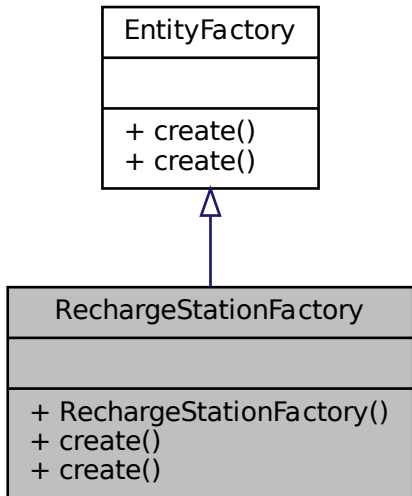 EntityFactory
+ create()
+ create()
RechargeStationFactory
+ RechargeStationFactory()
+ create()
+ create()